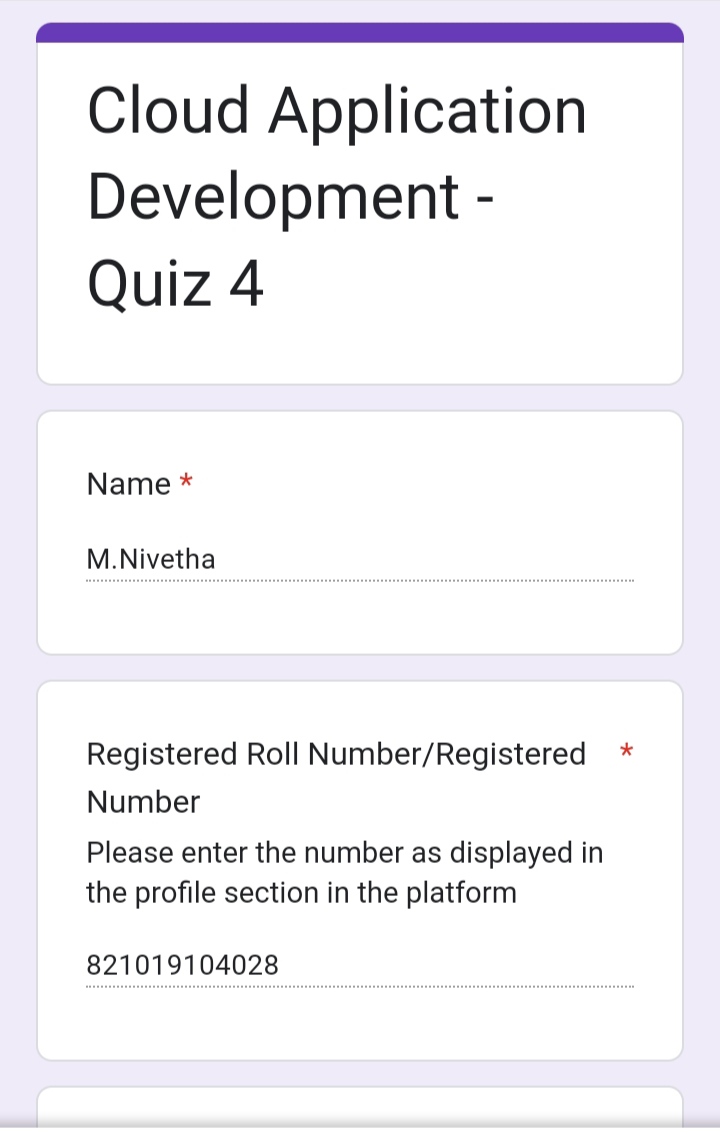 Cloud Application
Development -
Quiz 4
Name *
M.Nivetha
Registered Roll Number/Registered *
Number
Please enter the number as displayed in
the profile section in the platform
821019104028